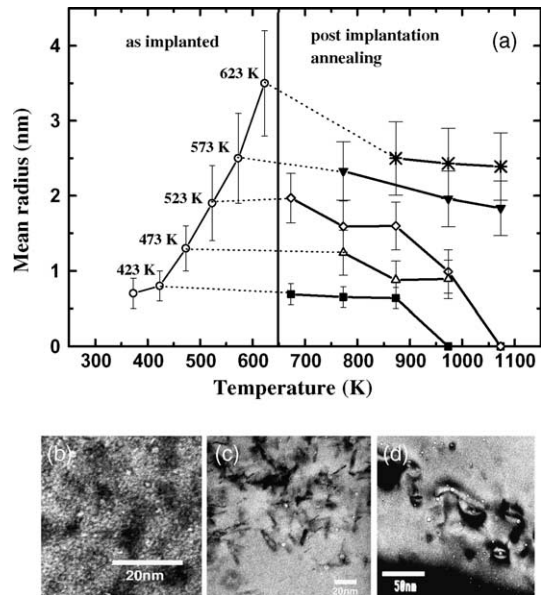 as implanted
post implantation
annealing
(a)
623 K
573 K
523 K
473 K
423 K
Mean radius (nm)
4
3
2
1
0
300 400 500 600 700 800 900 1000 1100
Temperature (K)
(b)
20nm
(c)
20nm
(d)
50nm